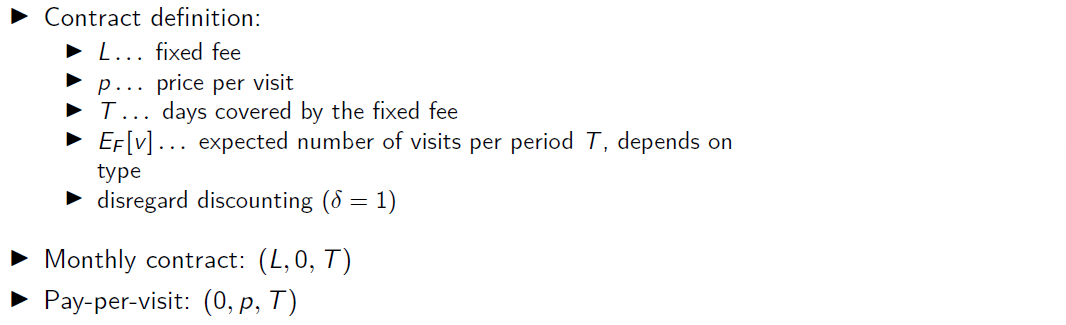 ▶ Contract definition:
▶ L... fixed fee
▶ p... price per visit
▶ T... days covered by the fixed fee
▶ E_F[v]... expected number of visits per period T, depends on
type
▶ disregard discounting (δ = 1)
▶ Monthly contract: (L, 0, T)
▶ Pay-per-visit: (0, p, T)